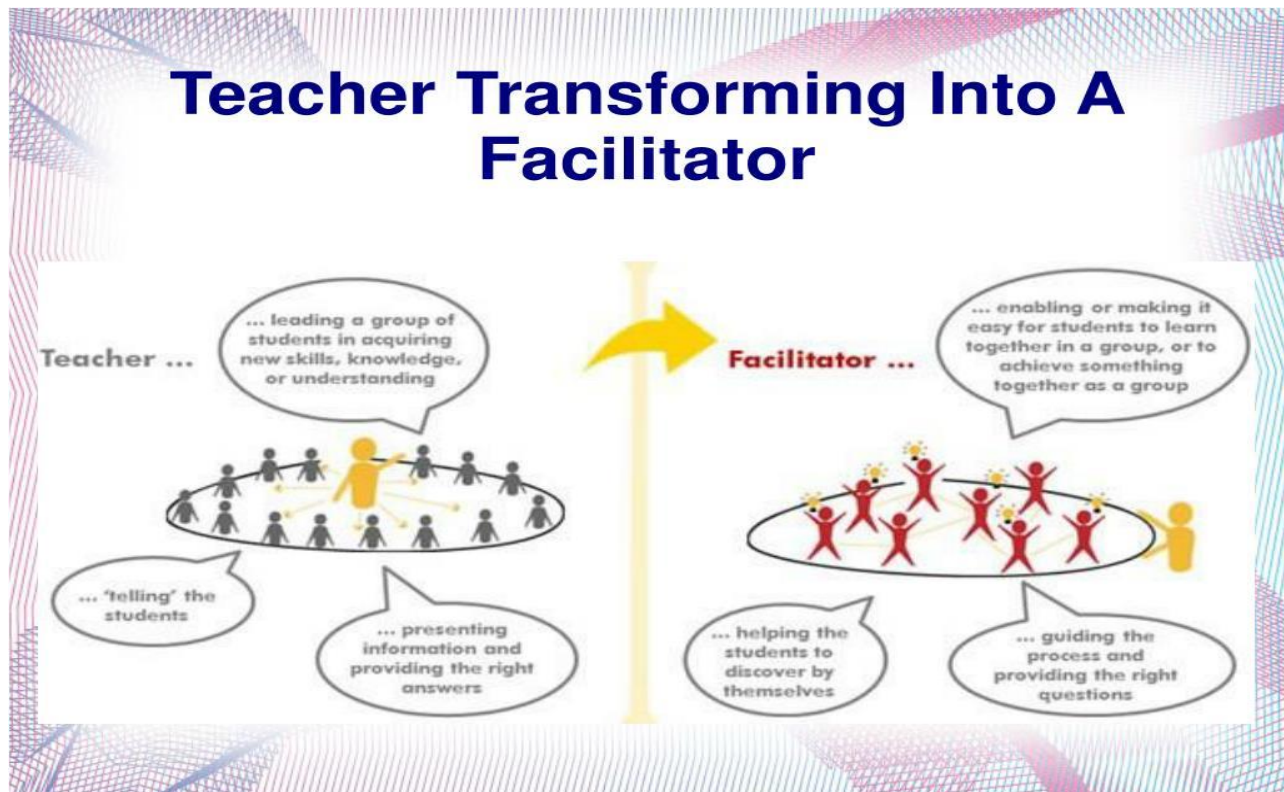 Teacher Transforming Into A
Facilitator
Teacher ...
... leading a group of
students in acquiring
new skills, knowledge,
or understanding
... 'telling' the
students
... presenting
information and
providing the right
answers
Facilitator ...
... enabling or making it
easy for students to learn
together in a group, or to
achieve something
together as a group
... helping the
students to
discover by
themselves
... guiding the
process and
providing the right
questions